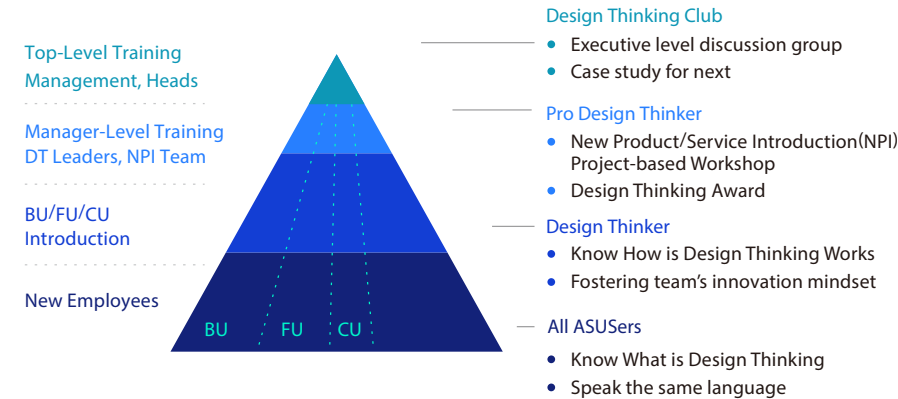 Top-Level Training
Management, Heads
Manager-Level Training
DT Leaders, NPI Team
BU/FU/CU
Introduction
New Employees
BU
FU
CU
Design Thinking Club
• Executive level discussion group
• Case study for next
Pro Design Thinker
• New Product/Service Introduction(NPI)
Project-based Workshop
• Design Thinking Award
Design Thinker
• Know How is Design Thinking Works
• Fostering team's innovation mindset
All ASUSers
• Know What is Design Thinking
• Speak the same language